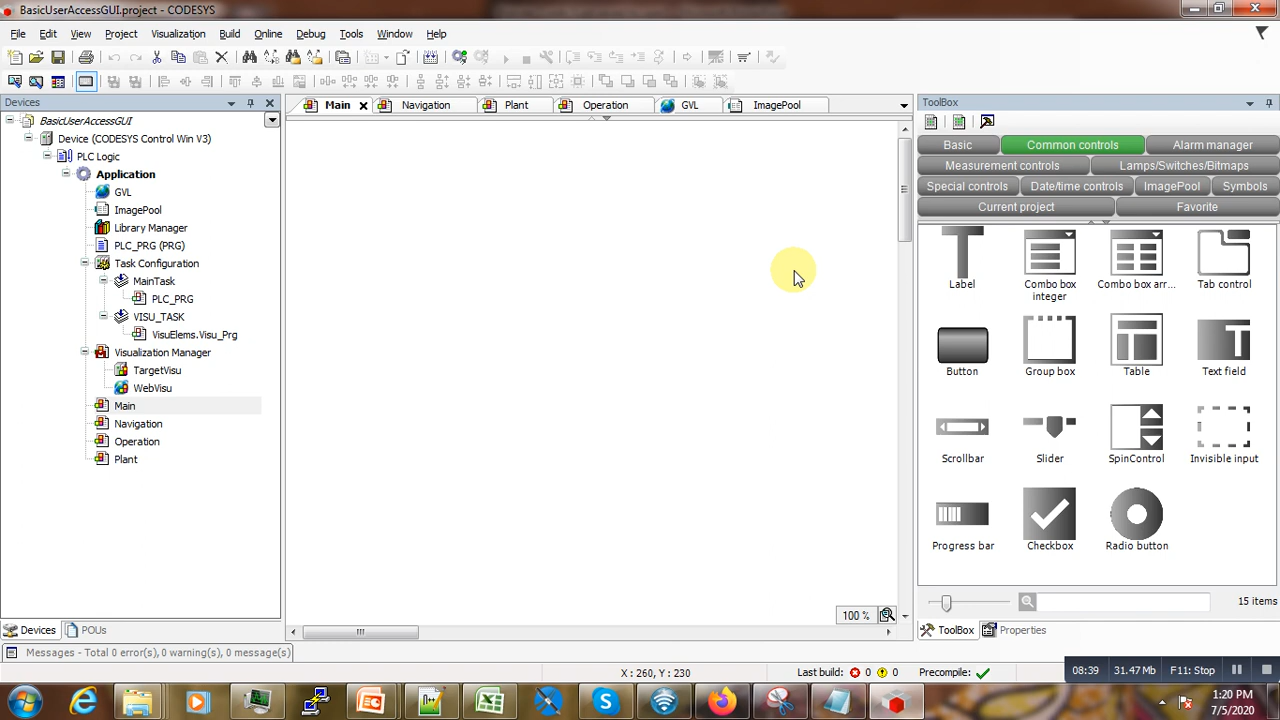 BasicUserAccessGUI.project - CODESYS
File Edit View Project Visualization Build Online Debug Tools Window Help
Devices
BasicUserAccessGUI
Device (CODESYS Control Win V3)
PLC Logic
Application
GVL
ImagePool
Library Manager
PLC_PRG (PRG)
Task Configuration
MainTask
PLC_PRG
VISU_TASK
VisuElems.Visu_Prg
Visualization Manager
TargetVisu
WebVisu
Main
Navigation
Operation
Plant
Devices POUs
Main Navigation Plant Operation GVL ImagePool
100 %
ToolBox
Basic Common controls Alarm manager
Measurement controls Lamps/Switches/Bitmaps
Special controls Date/time controls ImagePool Symbols
Current project Favorite
Label Combo box integer Combo box arr... Tab control
Button Group box Table Text field
Scrollbar Slider SpinControl Invisible input
Progress bar Checkbox Radio button
15 items
ToolBox Properties
Messages - Total 0 error(s), 0 warning(s), 0 message(s)
X : 260, Y : 230 Last build: 0 0 Precompile:
08:39 31.47 Mb F11: Stop
1:20 PM
7/5/2020